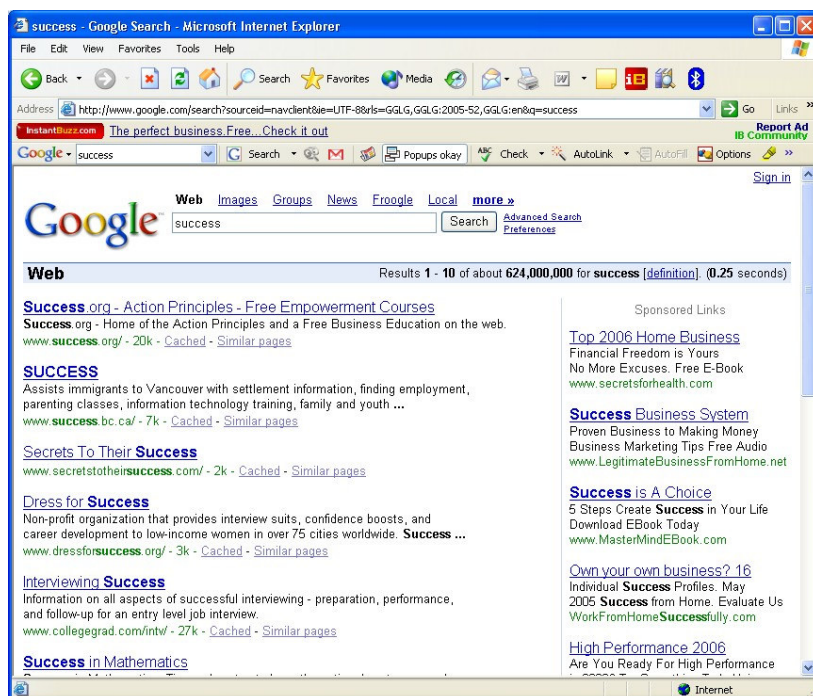 success - Google Search - Microsoft Internet Explorer
File Edit View Favorites Tools Help
Back Search Favorites Media
Address http://www.google.com/search?sourceid=navclient&ie=UTF-8&rls=GGLG,GGLG:2005-52,GGLG:en&q=success Go Links »
InstantBuzz.com The perfect business.Free...Check it out Report Ad
IB Community
Google success G Search Popups okay ABC Check AutoLink AutoFill Options »
Sign in
Web Images Groups News Froogle Local more »
Google success Search Advanced Search
Preferences
Web Results 1 - 10 of about 624,000,000 for success [definition]. (0.25 seconds)
Success.org - Action Principles - Free Empowerment Courses
Success.org - Home of the Action Principles and a Free Business Education on the web.
www.success.org/ - 20k - Cached - Similar pages
SUCCESS
Assists immigrants to Vancouver with settlement information, finding employment,
parenting classes, information technology training, family and youth ...
www.success.bc.ca/ - 7k - Cached - Similar pages
Secrets To Their Success
www.secretstotheirsuccess.com/ - 2k - Cached - Similar pages
Dress for Success
Non-profit organization that provides interview suits, confidence boosts, and
career development to low-income women in over 75 cities worldwide. Success ...
www.dressforsuccess.org/ - 3k - Cached - Similar pages
Interviewing Success
Information on all aspects of successful interviewing - preparation, performance,
and follow-up for an entry level job interview.
www.collegegrad.com/intv/ - 27k - Cached - Similar pages
Success in Mathematics
Sponsored Links
Top 2006 Home Business
Financial Freedom is Yours
No More Excuses. Free E-Book
www.secretsforhealth.com
Success Business System
Proven Business to Making Money
Business Marketing Tips Free Audio
www.LegitimateBusinessFromHome.net
Success is A Choice
5 Steps Create Success in Your Life
Download EBook Today
www.MasterMindEBook.com
Own your own business? 16
Individual Success Profiles. May
2005 Success from Home. Evaluate Us
WorkFromHomeSuccessfully.com
High Performance 2006
Are You Ready For High Performance
Internet